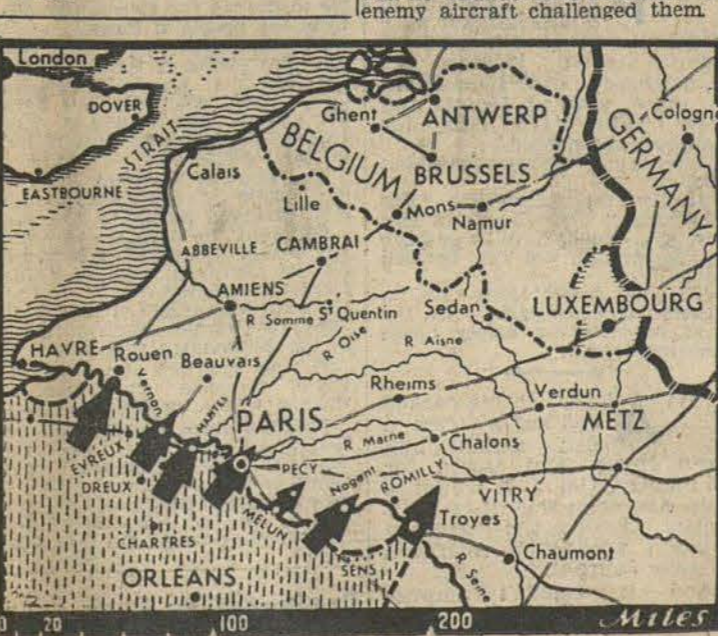 enemy aircraft challenged them
London
DOVER
STRAIT
EASTBOURNE
Calais
Ghent
ANTWERP
Cologne
GERMANY
BELGIUM
BRUSSELS
Lille
Mons
Namur
ABBEVILLE
CAMBRAI
AMIENS
R Somme
St Quentin
Sedan
LUXEMBOURG
HAVRE
Rouen
Vernon
Beauvais
R Oise
R Aisne
Rheims
Verdun
METZ
MANTES
PARIS
R Marne
Chalons
EVREUX
DREUX
PECY
Nogent
ROMILLY
VITRY
MELUN
Troyes
CHARTRES
SENS
Chaumont
ORLEANS
R Seine
0 20 100 200 Miles